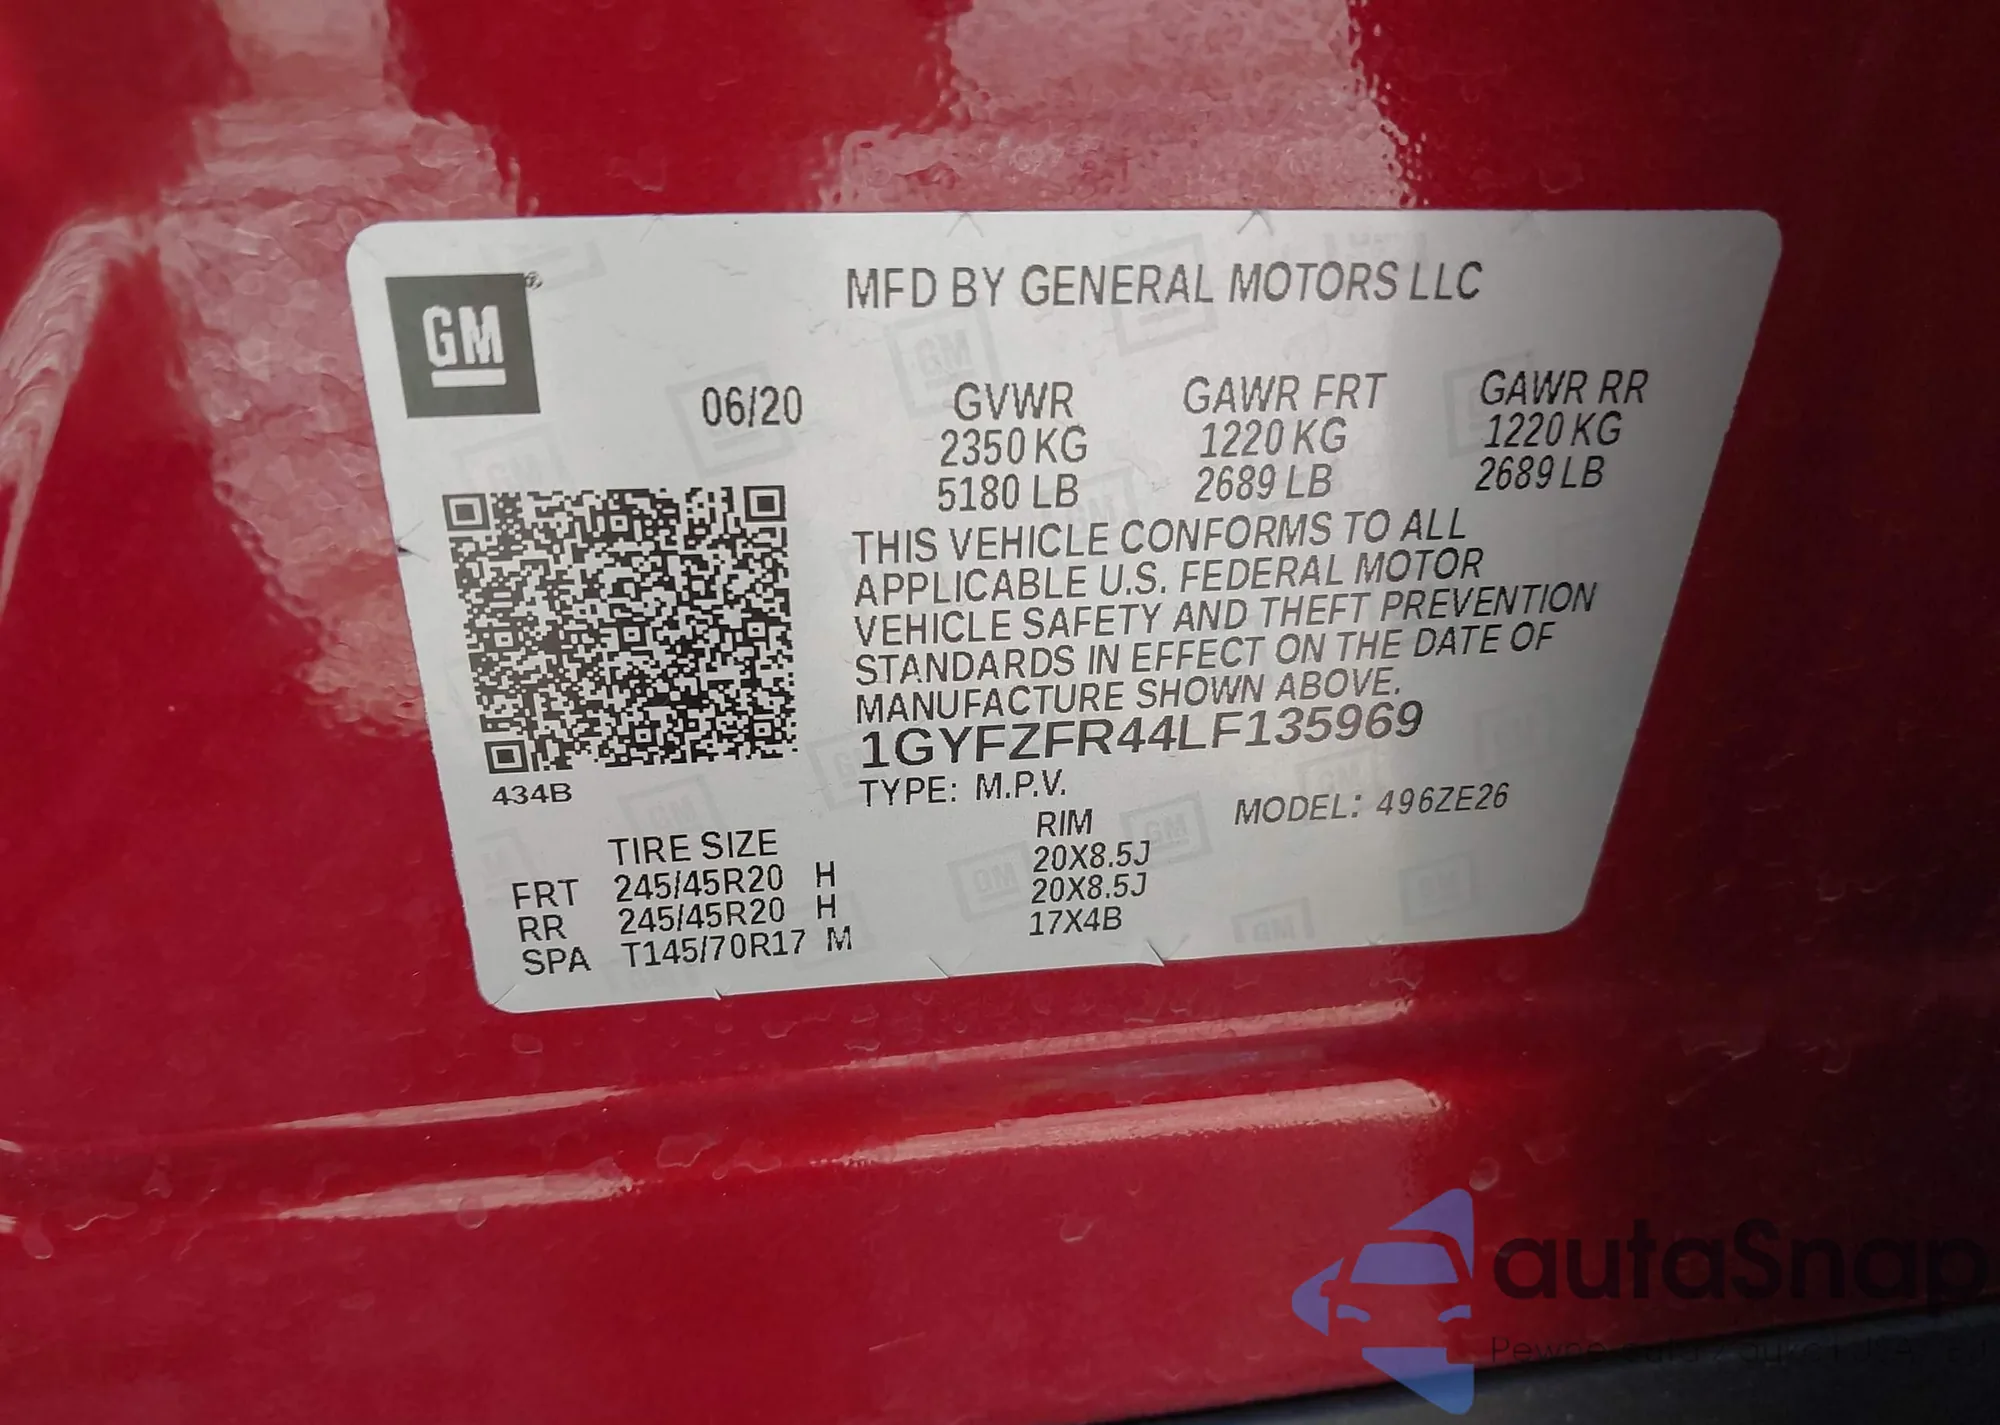 GM®
MFD BY GENERAL MOTORS LLC
06/20
GVWR GAWR FRT GAWR RR
2350 KG 1220 KG 1220 KG
5180 LB 2689 LB 2689 LB
THIS VEHICLE CONFORMS TO ALL
APPLICABLE U.S. FEDERAL MOTOR
VEHICLE SAFETY AND THEFT PREVENTION
STANDARDS IN EFFECT ON THE DATE OF
MANUFACTURE SHOWN ABOVE.
1GYFZFR44LF135969
434B
TYPE: M.P.V. MODEL: 496ZE26
TIRE SIZE RIM
FRT 245/45R20 H 20X8.5J
RR 245/45R20 H 20X8.5J
SPA T145/70R17 M 17X4B
autaSnap
Pewne auta z aukcji